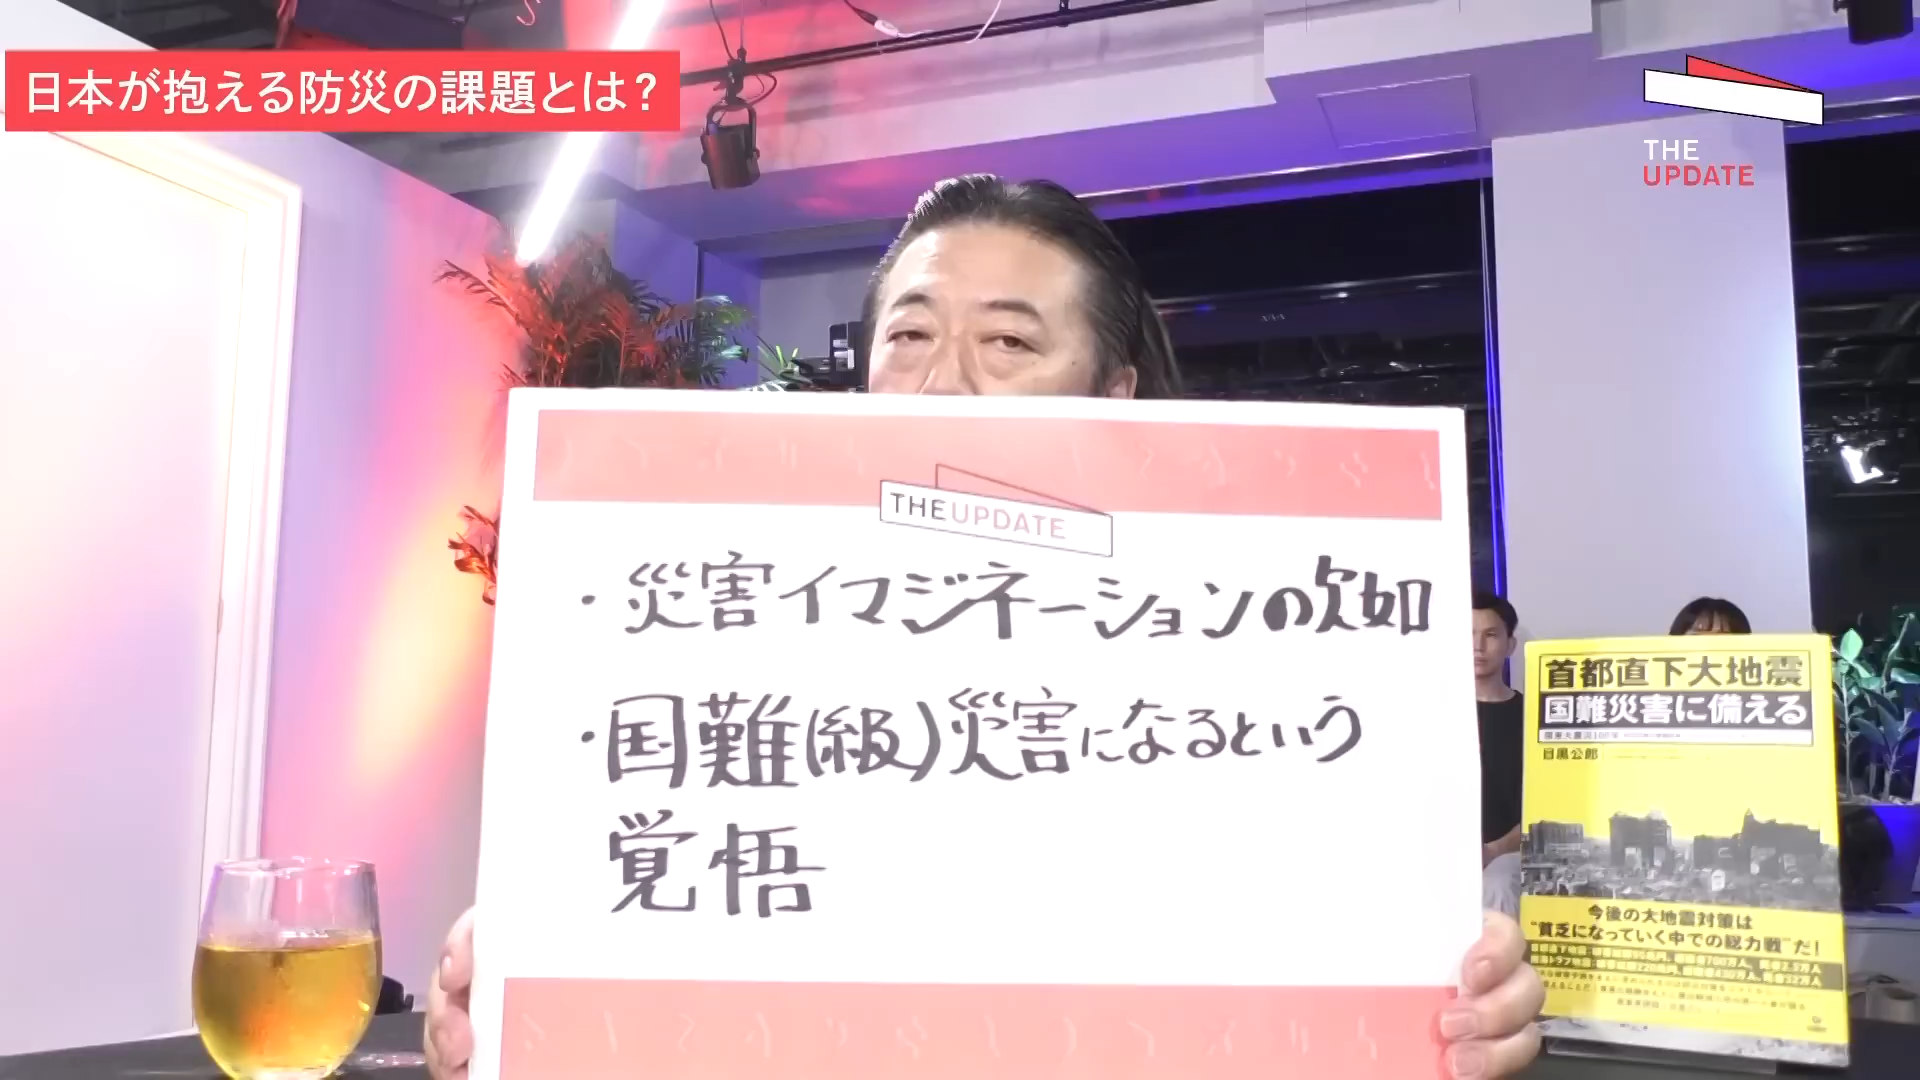 日本が抱える防災の課題とは？
THE
UPDATE
THE UPDATE
・災害イマジネーションの欠如
・国難(級)災害になるという
覚悟
首都直下大地震
国難災害に備える
目黒公郎
今後の大地震対策は
“貧乏になっていく中での総力戦”だ！